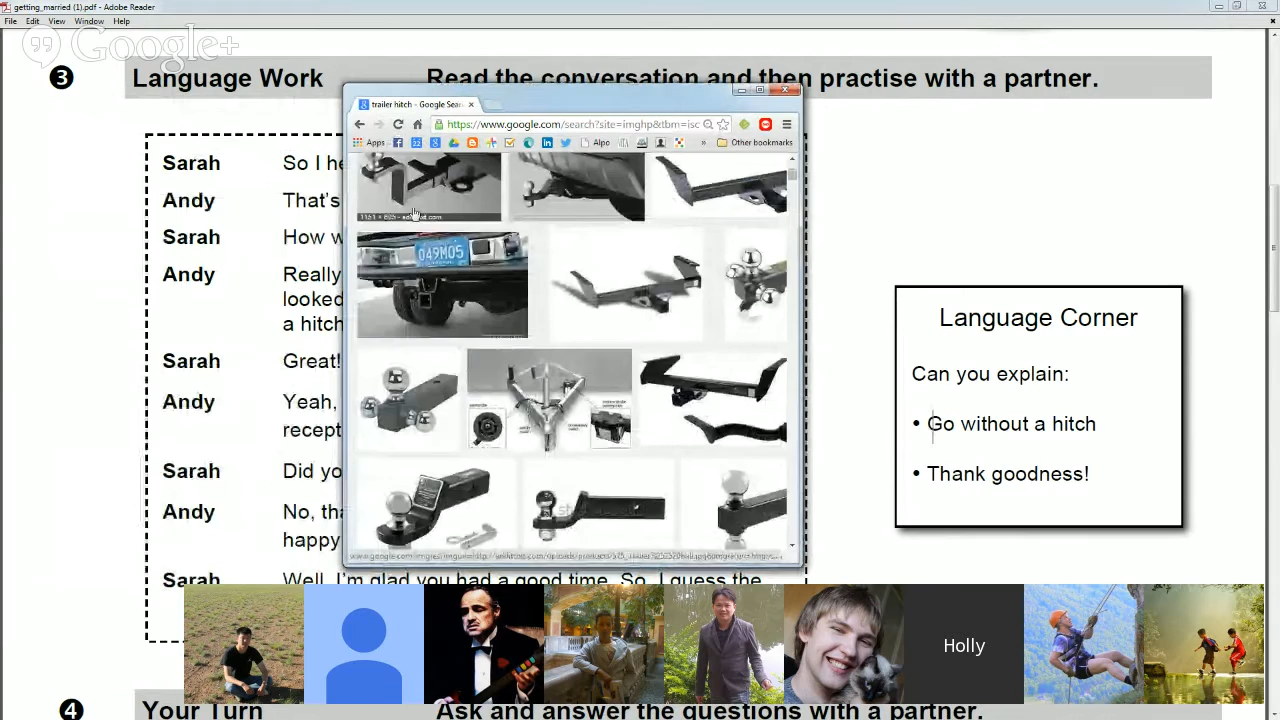 getting_married (1).pdf - Adobe Reader
File Edit View Window Help
Google+
3 Language Work Read the conversation and then practise with a partner.
trailer hitch - Google Sear
https://www.google.com/search?site=imghp&tbm=isc
Apps Alpo » Other bookmarks
Sarah So I he
Andy That's
Sarah How w
Andy Really
looked
a hitch
Sarah Great!
Andy Yeah,
recept
Sarah Did yo
Andy No, tha
happy
Sarah Well, I'm glad you had a good time. So, I guess the
049M05
Language Corner
Can you explain:
• Go without a hitch
• Thank goodness!
Holly
4 Your Turn Ask and answer the questions with a partner.